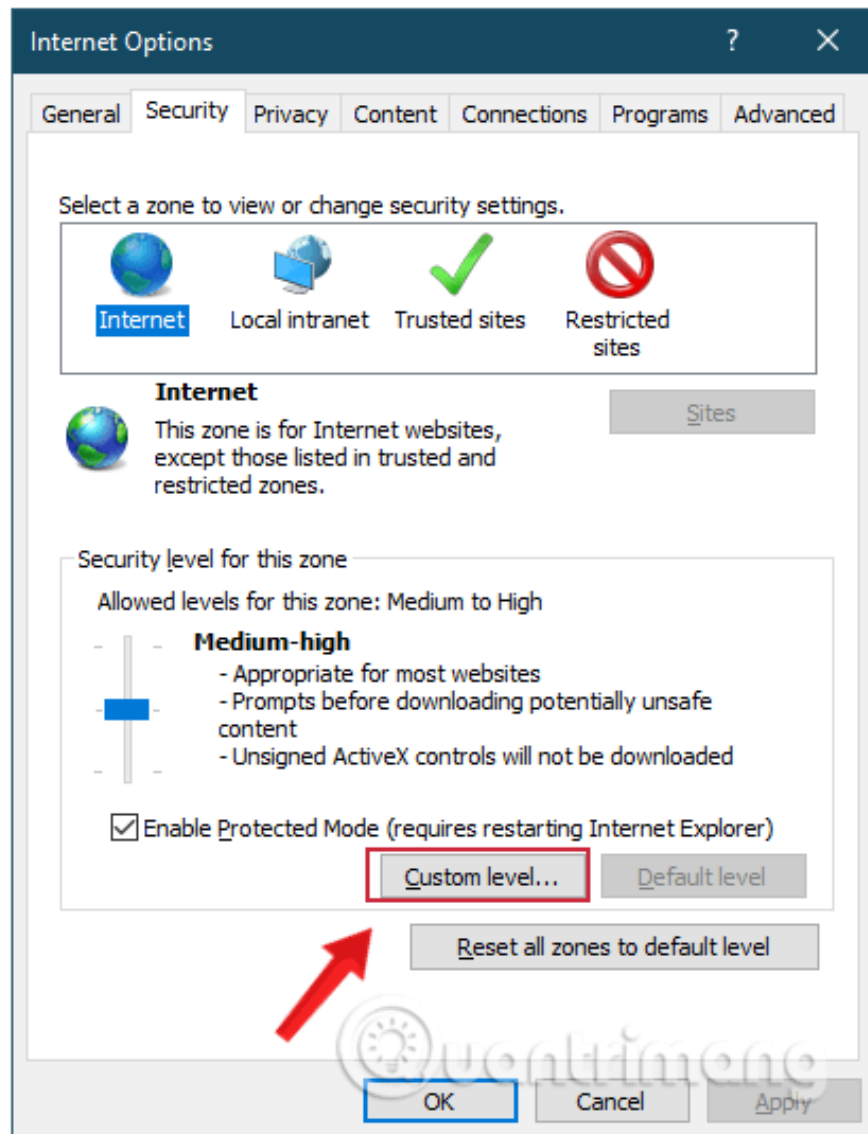 Internet Options ?
General Security Privacy Content Connections Programs Advanced
Select a zone to view or change security settings.
Internet Local intranet Trusted sites Restricted
sites
Internet
Sites
This zone is for Internet websites,
except those listed in trusted and
restricted zones.
Security level for this zone
Allowed levels for this zone: Medium to High
Medium-high
- Appropriate for most websites
- Prompts before downloading potentially unsafe
content
- Unsigned ActiveX controls will not be downloaded
Enable Protected Mode (requires restarting Internet Explorer)
Custom level... Default level
Reset all zones to default level
Quantrimang
OK Cancel Apply